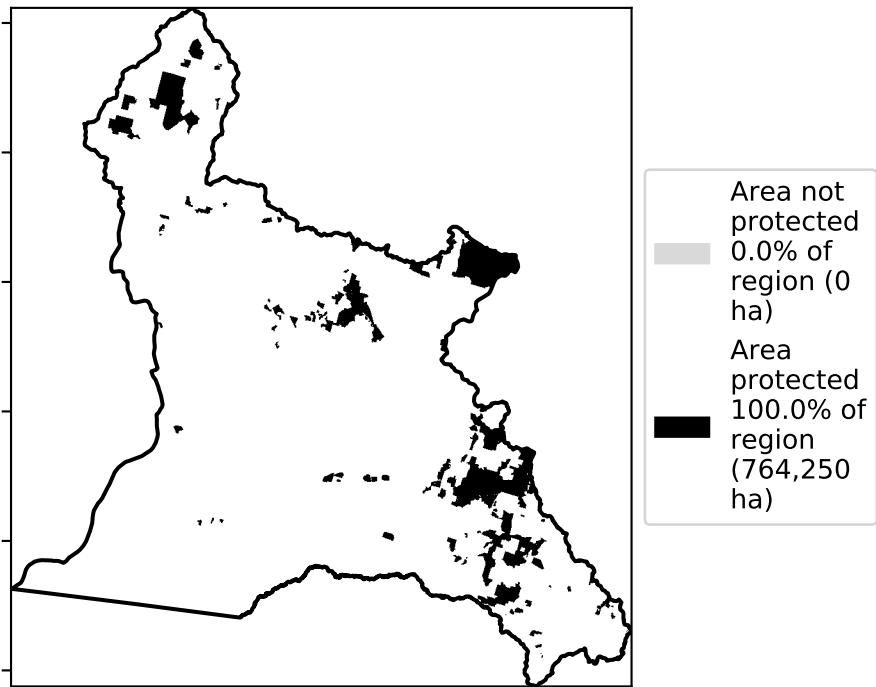 Area not
protected
0.0% of
region (0
ha)
Area
protected
100.0% of
region
(764,250
ha)